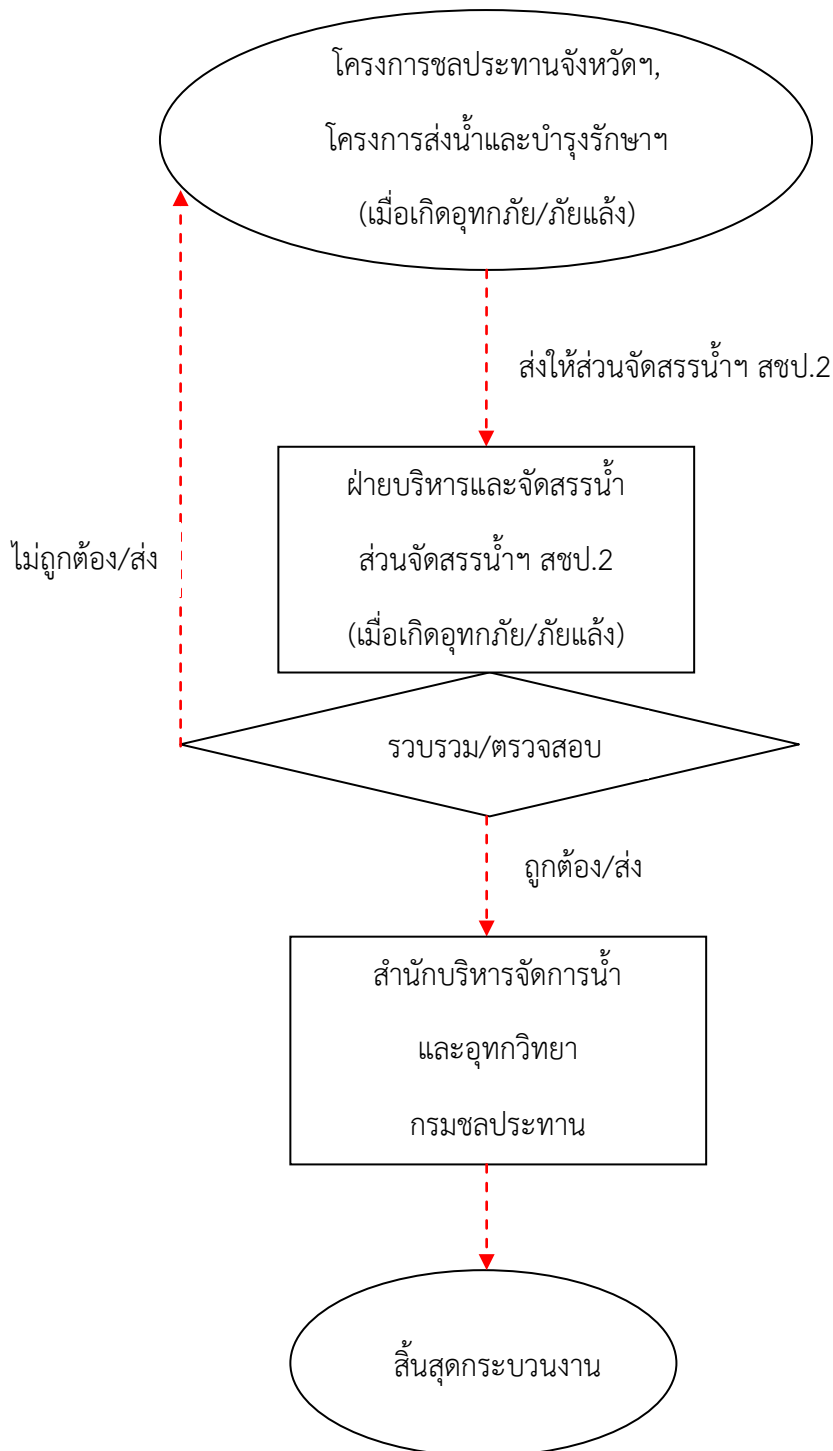 โครงการชลประทานจังหวัดฯ,
โครงการส่งน้ำและบำรุงรักษาฯ
(เมื่อเกิดอุทกภัย/ภัยแล้ง)
ส่งให้ส่วนจัดสรรน้ำฯ สชป.2
ฝ่ายบริหารและจัดสรรน้ำ
ส่วนจัดสรรน้ำฯ สชป.2
(เมื่อเกิดอุทกภัย/ภัยแล้ง)
ไม่ถูกต้อง/ส่ง
รวบรวม/ตรวจสอบ
ถูกต้อง/ส่ง
สำนักบริหารจัดการน้ำ
และอุทกวิทยา
กรมชลประทาน
สิ้นสุดกระบวนงาน